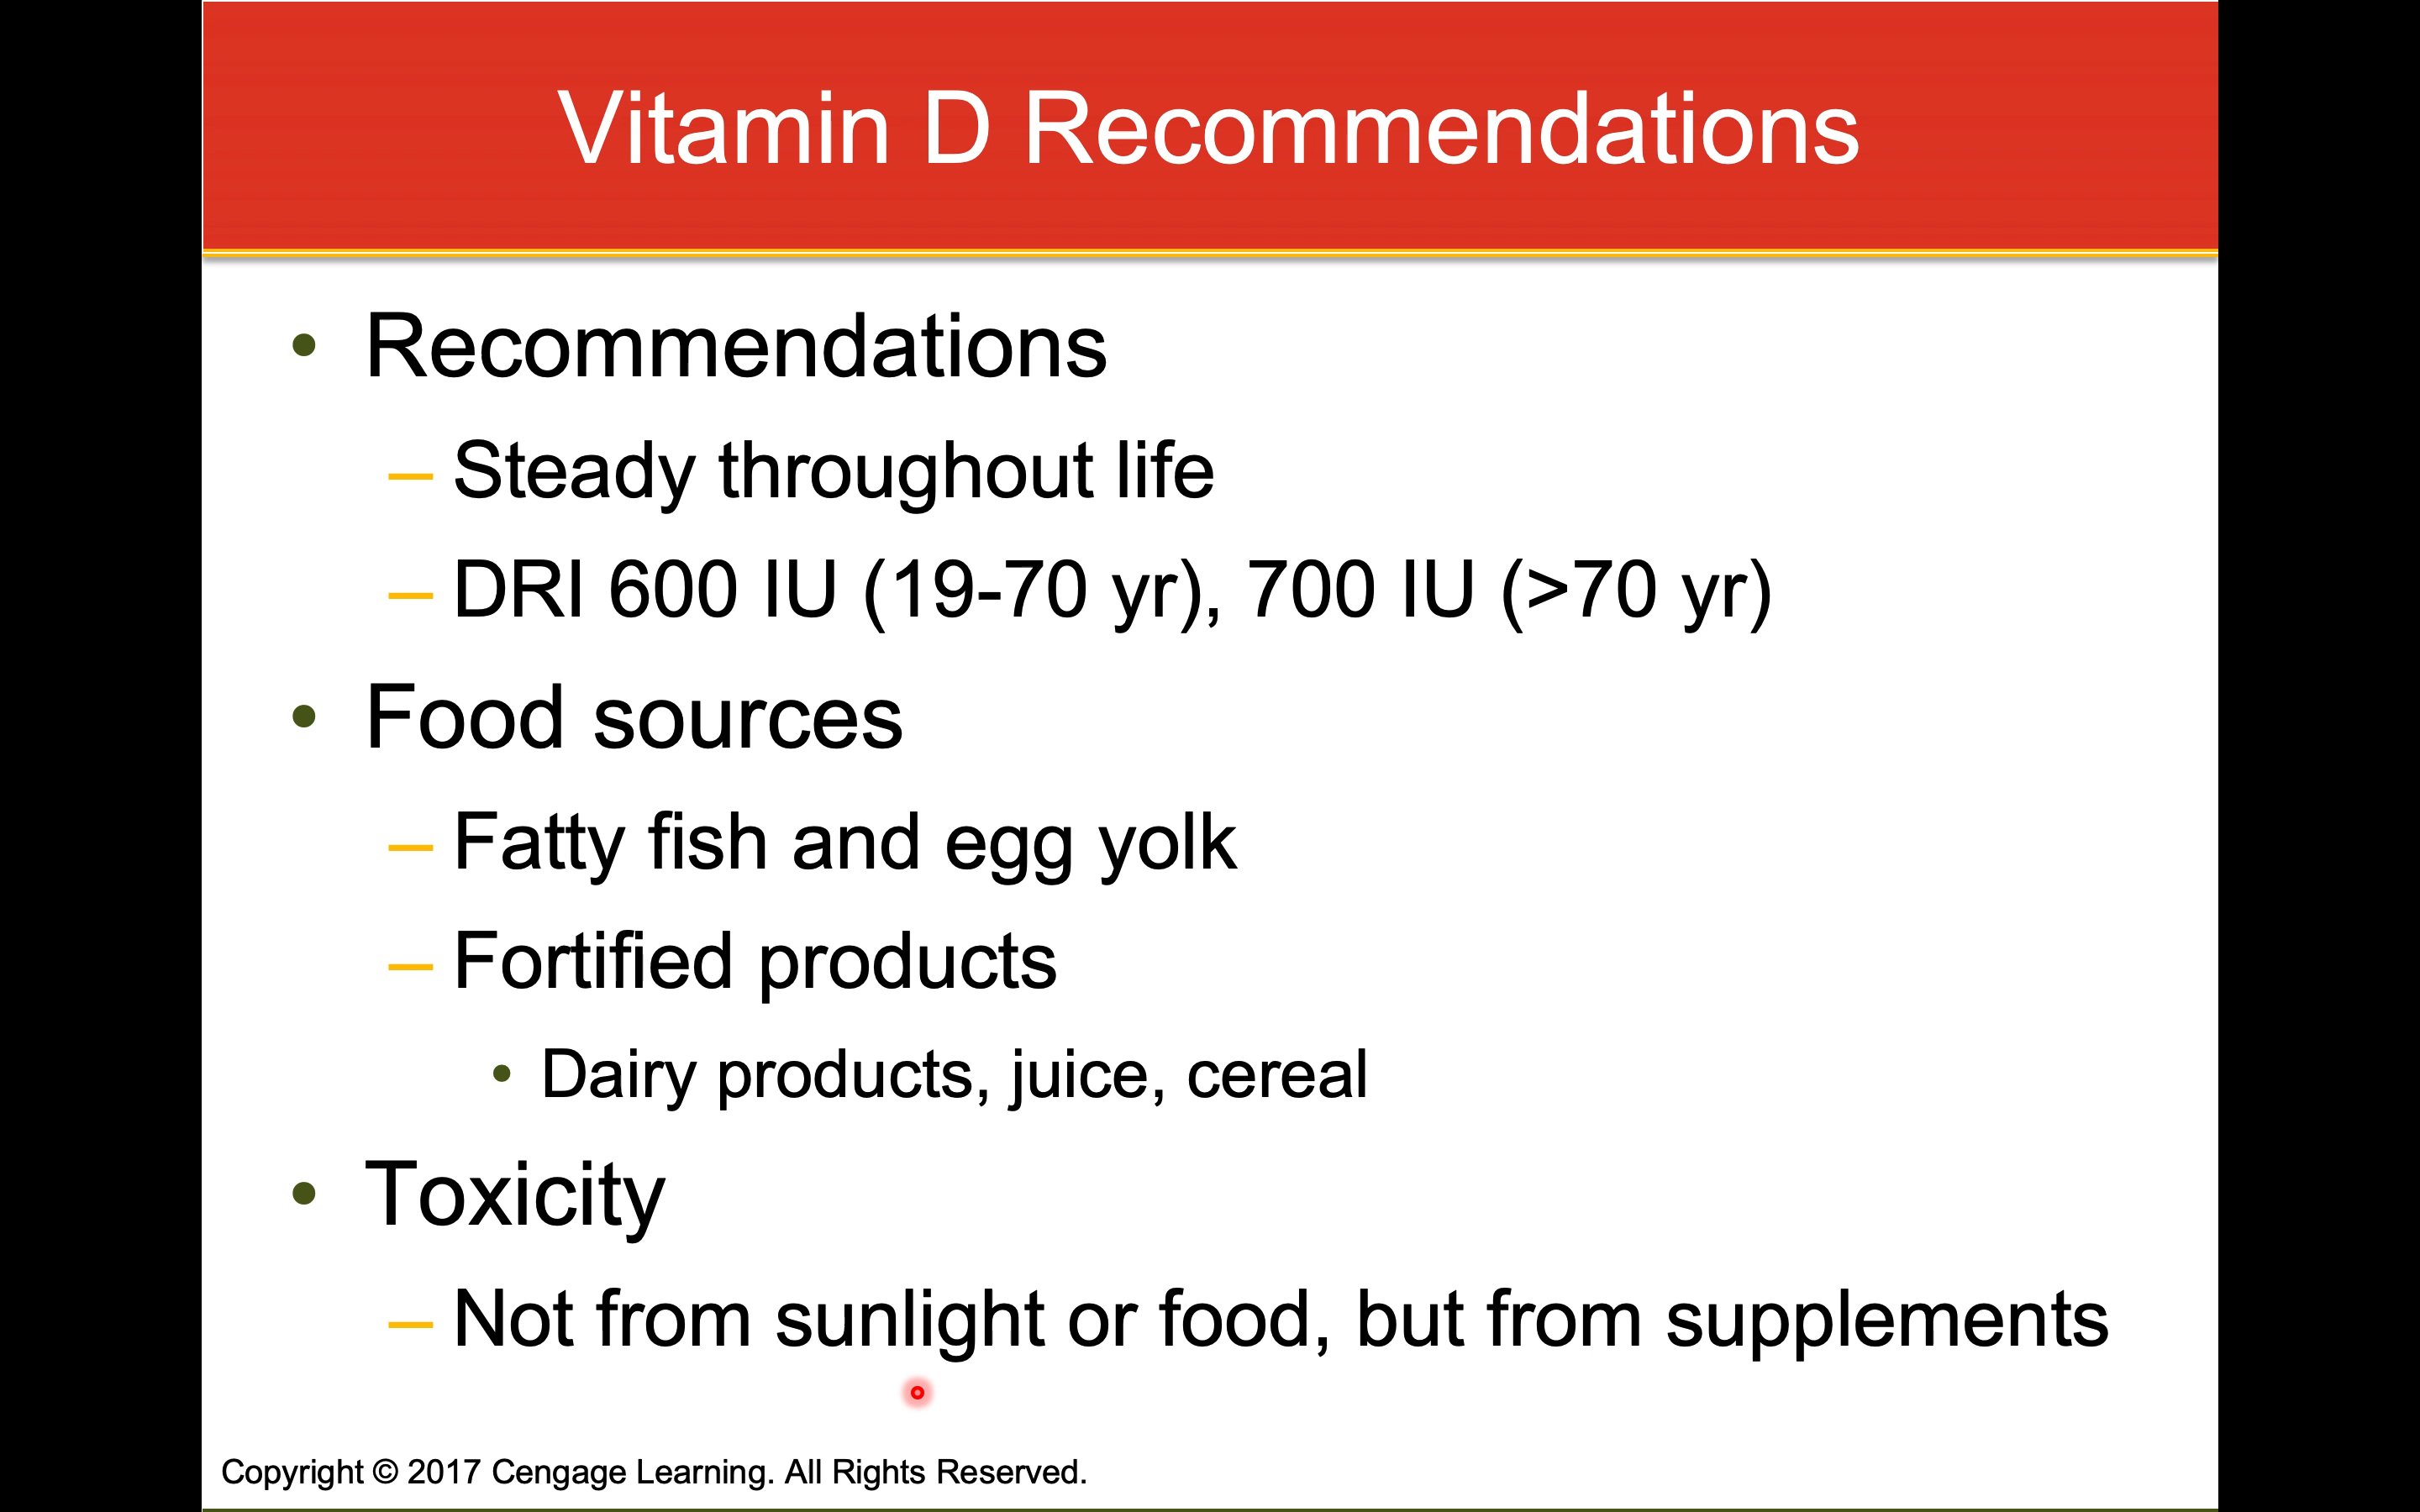 Vitamin D Recommendations
• Recommendations
– Steady throughout life
– DRI 600 IU (19-70 yr), 700 IU (>70 yr)
• Food sources
– Fatty fish and egg yolk
– Fortified products
• Dairy products, juice, cereal
• Toxicity
– Not from sunlight or food, but from supplements
Copyright © 2017 Cengage Learning. All Rights Reserved.